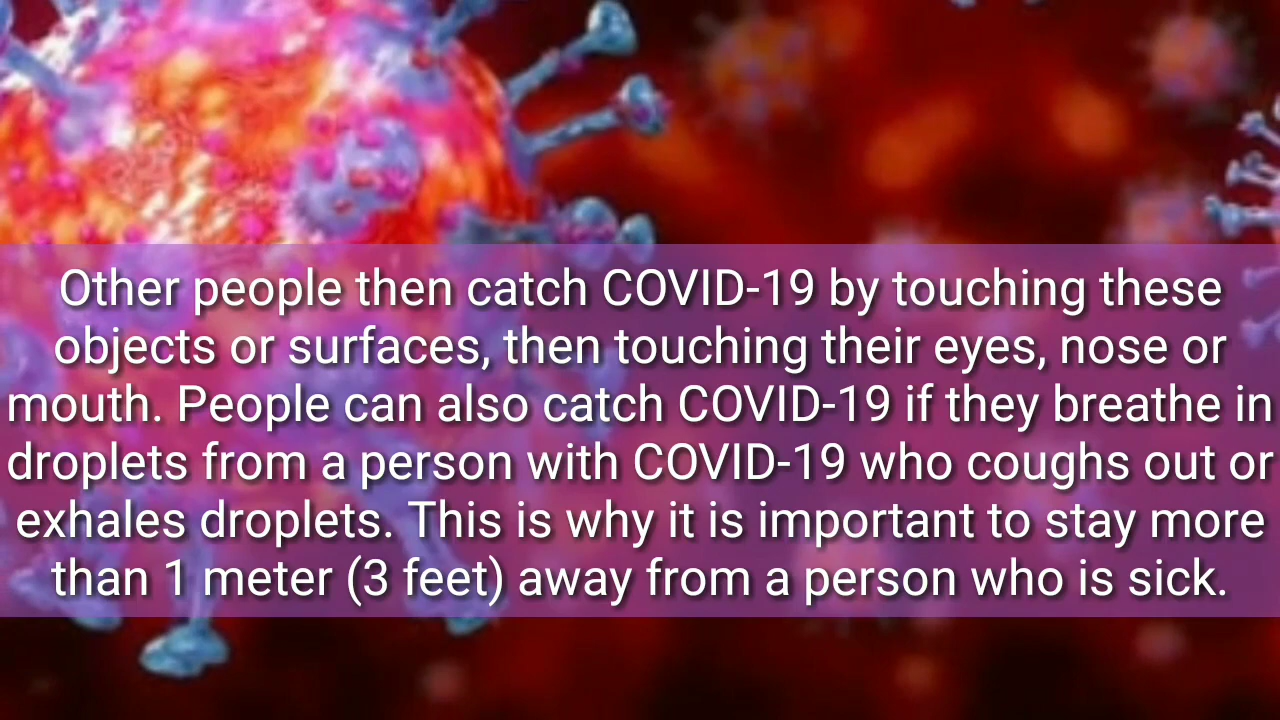 Other people then catch COVID-19 by touching these
objects or surfaces, then touching their eyes, nose or
mouth. People can also catch COVID-19 if they breathe in
droplets from a person with COVID-19 who coughs out or
exhales droplets. This is why it is important to stay more
than 1 meter (3 feet) away from a person who is sick.